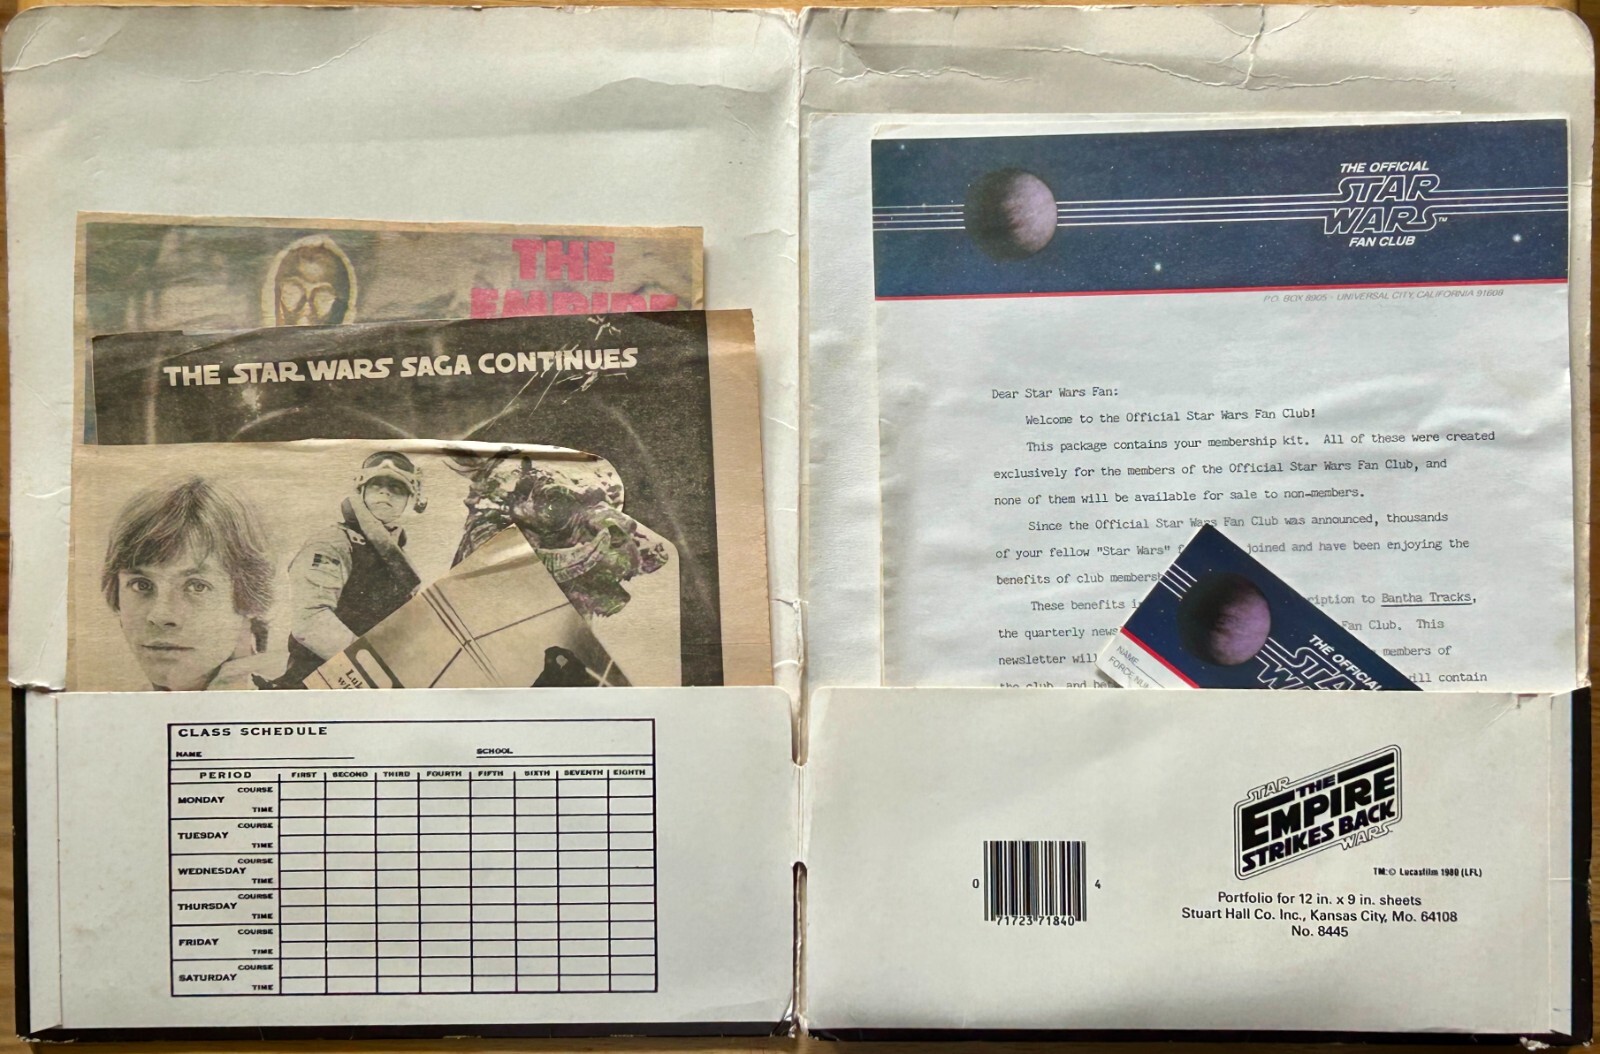 THE
EMPIRE
THE STAR WARS SAGA CONTINUES
CLASS SCHEDULE
NAME SCHOOL
PERIOD FIRST SECOND THIRD FOURTH FIFTH SIXTH SEVENTH EIGHTH
MONDAY COURSE
TIME
TUESDAY COURSE
TIME
WEDNESDAY COURSE
TIME
THURSDAY COURSE
TIME
FRIDAY COURSE
TIME
SATURDAY COURSE
TIME
THE OFFICIAL
STAR
WARS™
FAN CLUB
P.O. BOX 8905 · UNIVERSAL CITY, CALIFORNIA 91608
Dear Star Wars Fan:
Welcome to the Official Star Wars Fan Club!
This package contains your membership kit. All of these were created
exclusively for the members of the Official Star Wars Fan Club, and
none of them will be available for sale to non-members.
Since the Official Star Wars Fan Club was announced, thousands
of your fellow "Star Wars" joined and have been enjoying the
benefits of club
These benefits to Bantha Tracks,
the quarterly Fan Club. This
newsletter will members of
the club, and contain
NAME
THE OFFICIAL
STAR
WARS
STAR
THE
EMPIRE
STRIKES BACK
WARS
TM: © Lucasfilm 1980 (LFL)
Portfolio for 12 in. x 9 in. sheets
Stuart Hall Co. Inc., Kansas City, Mo. 64108
No. 8445
0 71723 71840 4